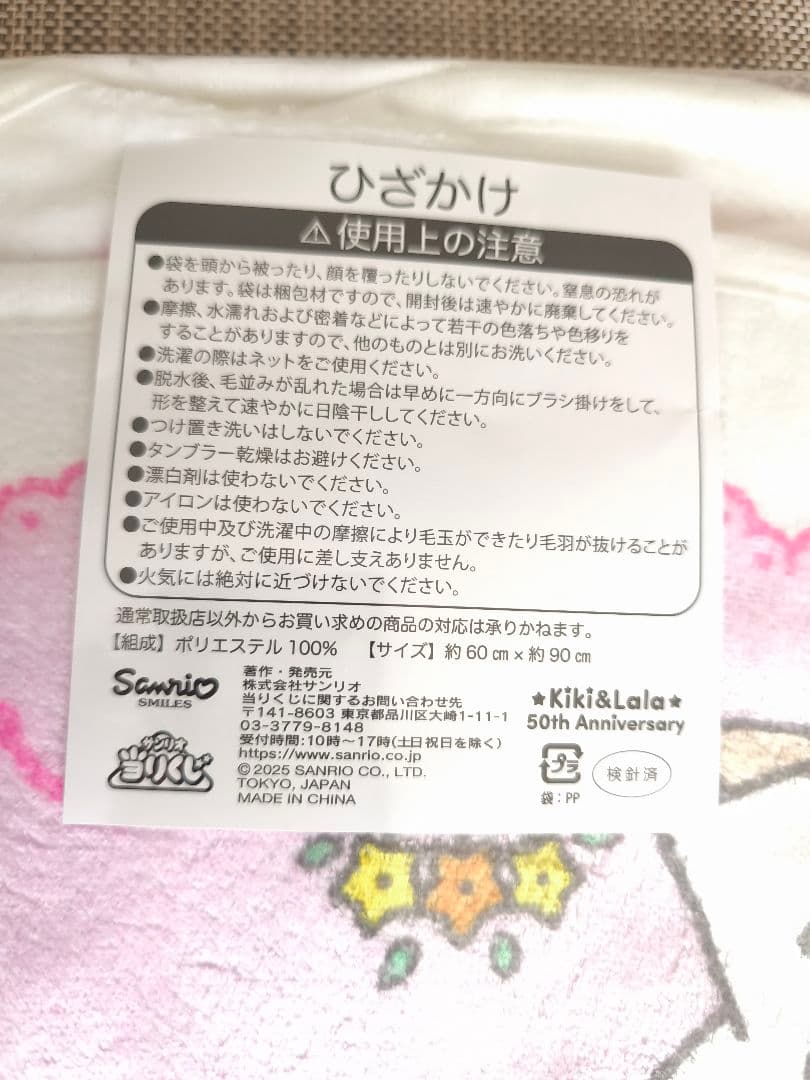 ひざかけ
⚠使用上の注意
●袋を頭から被ったり、顔を覆ったりしないでください。窒息の恐れが
あります。袋は梱包材ですので、開封後は速やかに廃棄してください。
●摩擦、水濡れおよび密着などによって若干の色落ちや色移りを
することがありますので、他のものとは別にお洗いください。
●洗濯の際はネットをご使用ください。
●脱水後、毛並みが乱れた場合は早めに一方向にブラシ掛けをして、
形を整えて速やかに日陰干ししてください。
●つけ置き洗いはしないでください。
●タンブラー乾燥はお避けください。
●漂白剤は使わないでください。
●アイロンは使わないでください。
●ご使用中及び洗濯中の摩擦により毛玉ができたり毛羽が抜けることが
ありますが、ご使用に差し支えありません。
●火気には絶対に近づけないでください。
通常取扱店以外からお買い求めの商品の対応は承りかねます。
【組成】ポリエステル100% 【サイズ】約60㎝×約90㎝
Sanrio
SMILES
サンリオ
当りくじ
著作・発売元
株式会社サンリオ
当りくじに関するお問い合わせ先
〒141-8603 東京都品川区大崎1-11-1
03-3779-8148
受付時間:10時~17時(土日祝日を除く)
https://www.sanrio.co.jp
© 2025 SANRIO CO., LTD.
TOKYO, JAPAN
MADE IN CHINA
★Kiki&Lala★
50th Anniversary
プラ
袋:PP
検針済